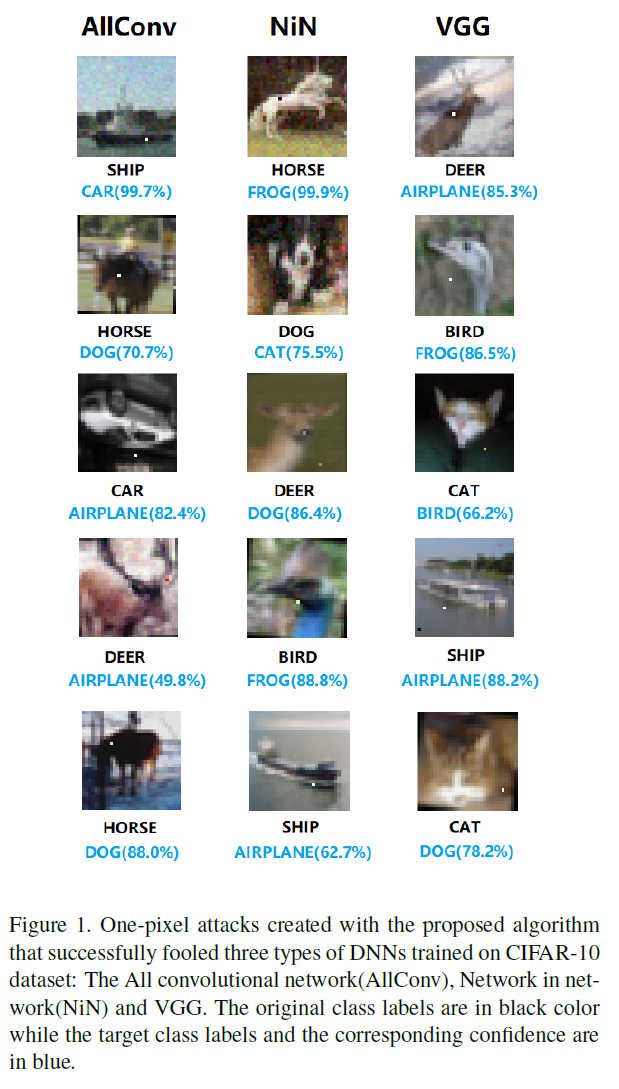 AllConv NiN VGG
SHIP HORSE DEER
CAR(99.7%) FROG(99.9%) AIRPLANE(85.3%)
HORSE DOG BIRD
DOG(70.7%) CAT(75.5%) FROG(86.5%)
CAR DEER CAT
AIRPLANE(82.4%) DOG(86.4%) BIRD(66.2%)
DEER BIRD SHIP
AIRPLANE(49.8%) FROG(88.8%) AIRPLANE(88.2%)
HORSE SHIP CAT
DOG(88.0%) AIRPLANE(62.7%) DOG(78.2%)
Figure 1. One-pixel attacks created with the proposed algorithm
that successfully fooled three types of DNNs trained on CIFAR-10
dataset: The All convolutional network(AllConv), Network in net-
work(NiN) and VGG. The original class labels are in black color
while the target class labels and the corresponding confidence are
in blue.